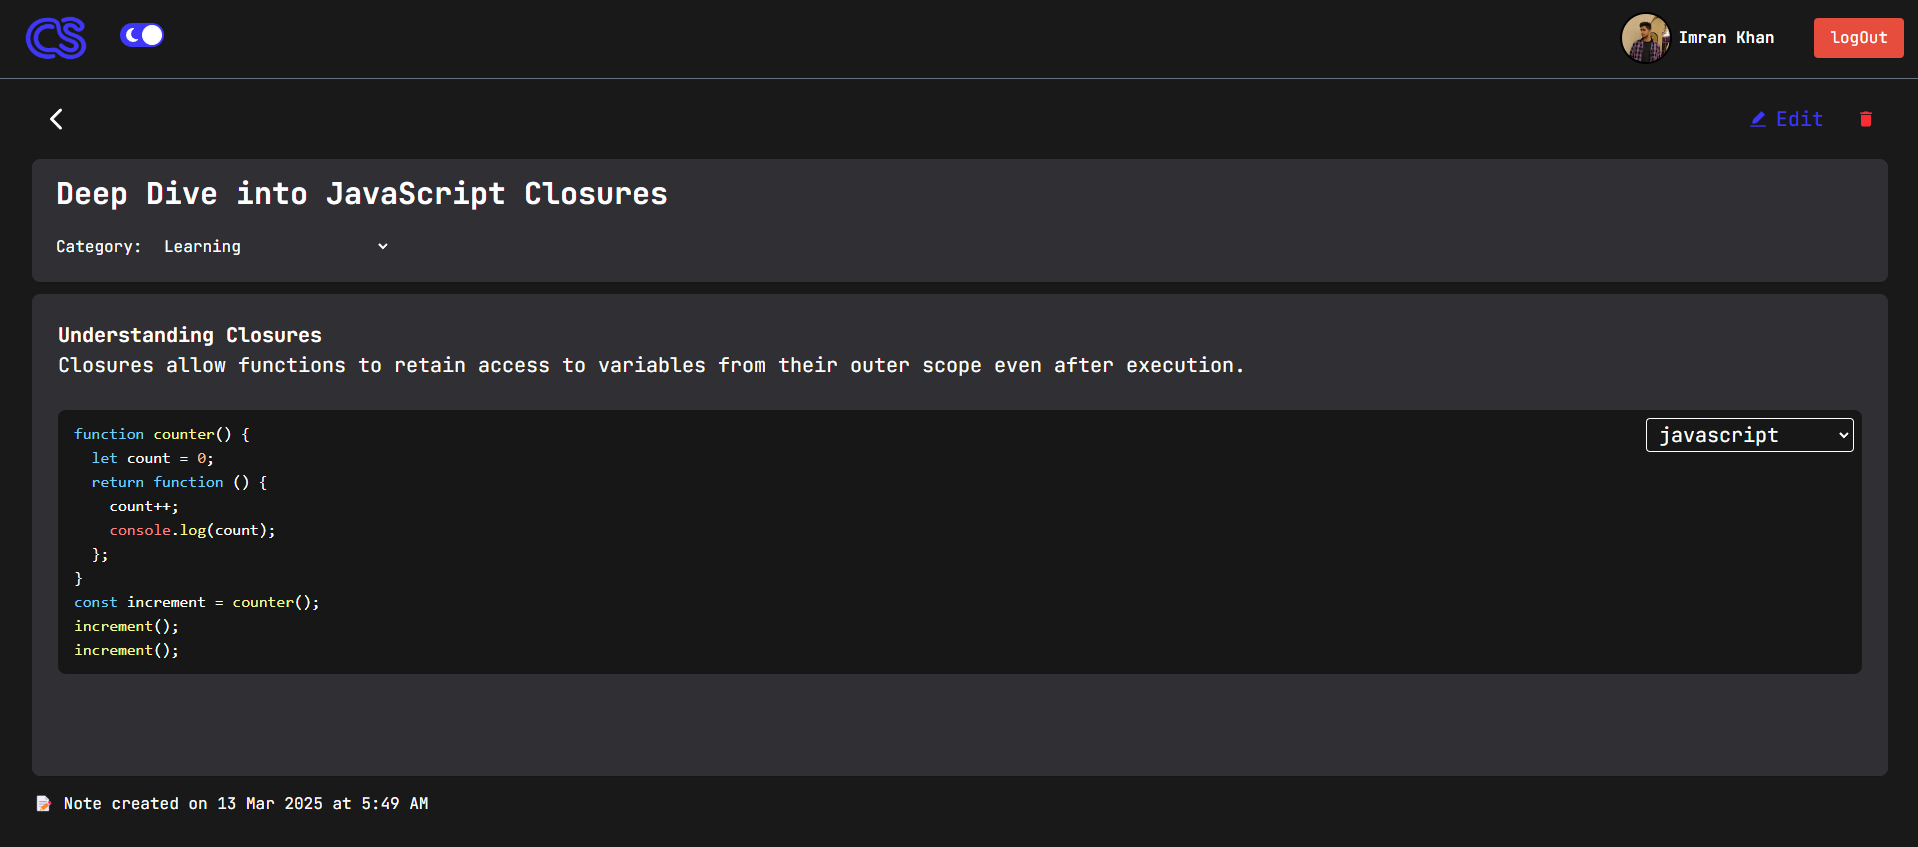 CS
Imran Khan
logOut
Edit
Deep Dive into JavaScript Closures
Category: Learning
Understanding Closures
Closures allow functions to retain access to variables from their outer scope even after execution.
javascript
function counter() {
  let count = 0;
  return function () {
    count++;
    console.log(count);
  };
}
const increment = counter();
increment();
increment();
Note created on 13 Mar 2025 at 5:49 AM